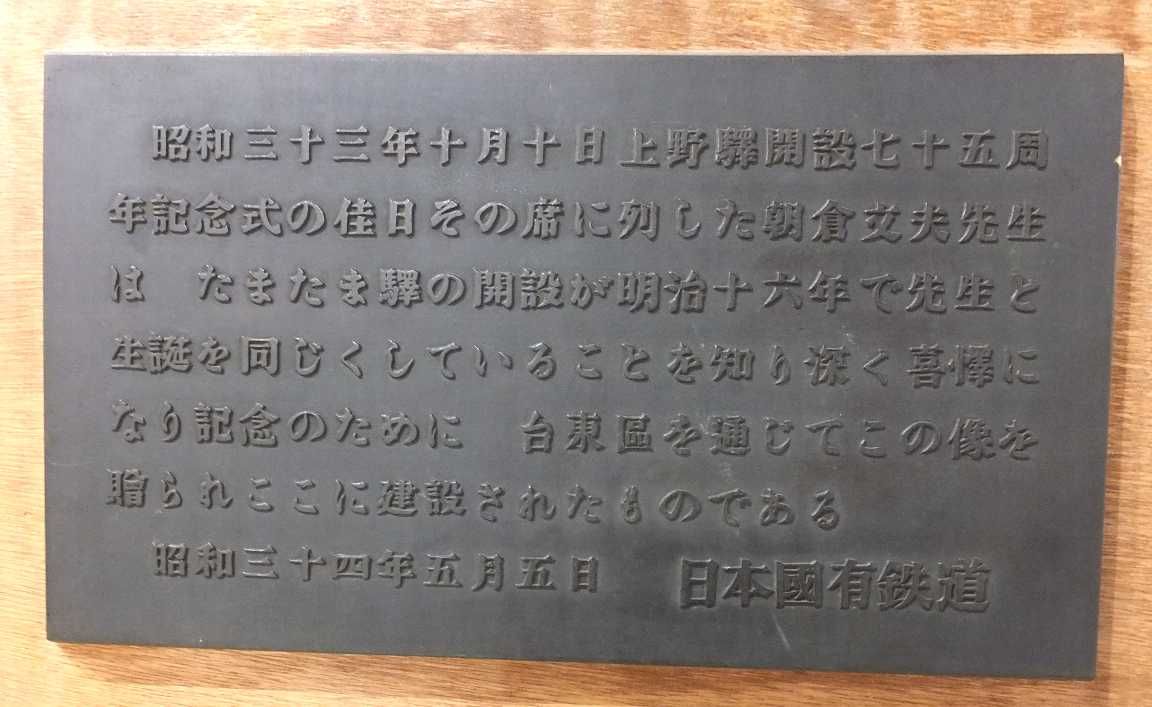 昭和三十三年十月十日上野驛開設七十五周
年記念式の佳日その席に列した朝倉文夫先生
は　たまたま驛の開設が明治十六年で先生と
生誕を同じくしていることを知り深く喜懌に
なり記念のために　台東區を通じてこの像を
贈られここに建設されたものである
昭和三十四年五月五日　日本國有鉄道